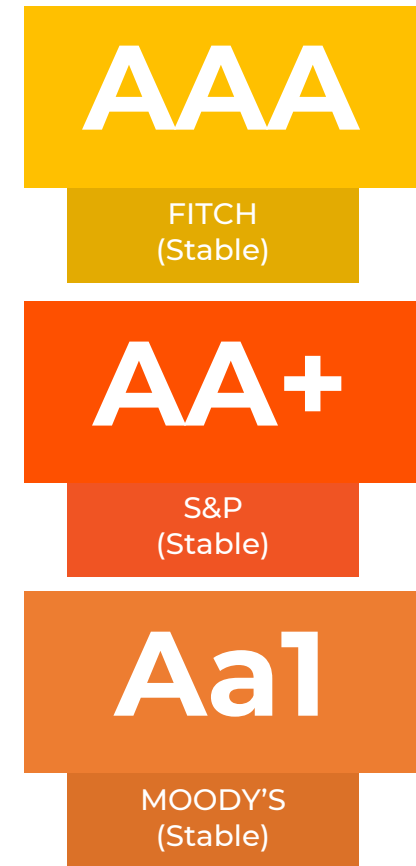 AAA
FITCH
(Stable)
AA+
S&P
(Stable)
Aa1
MOODY’S
(Stable)